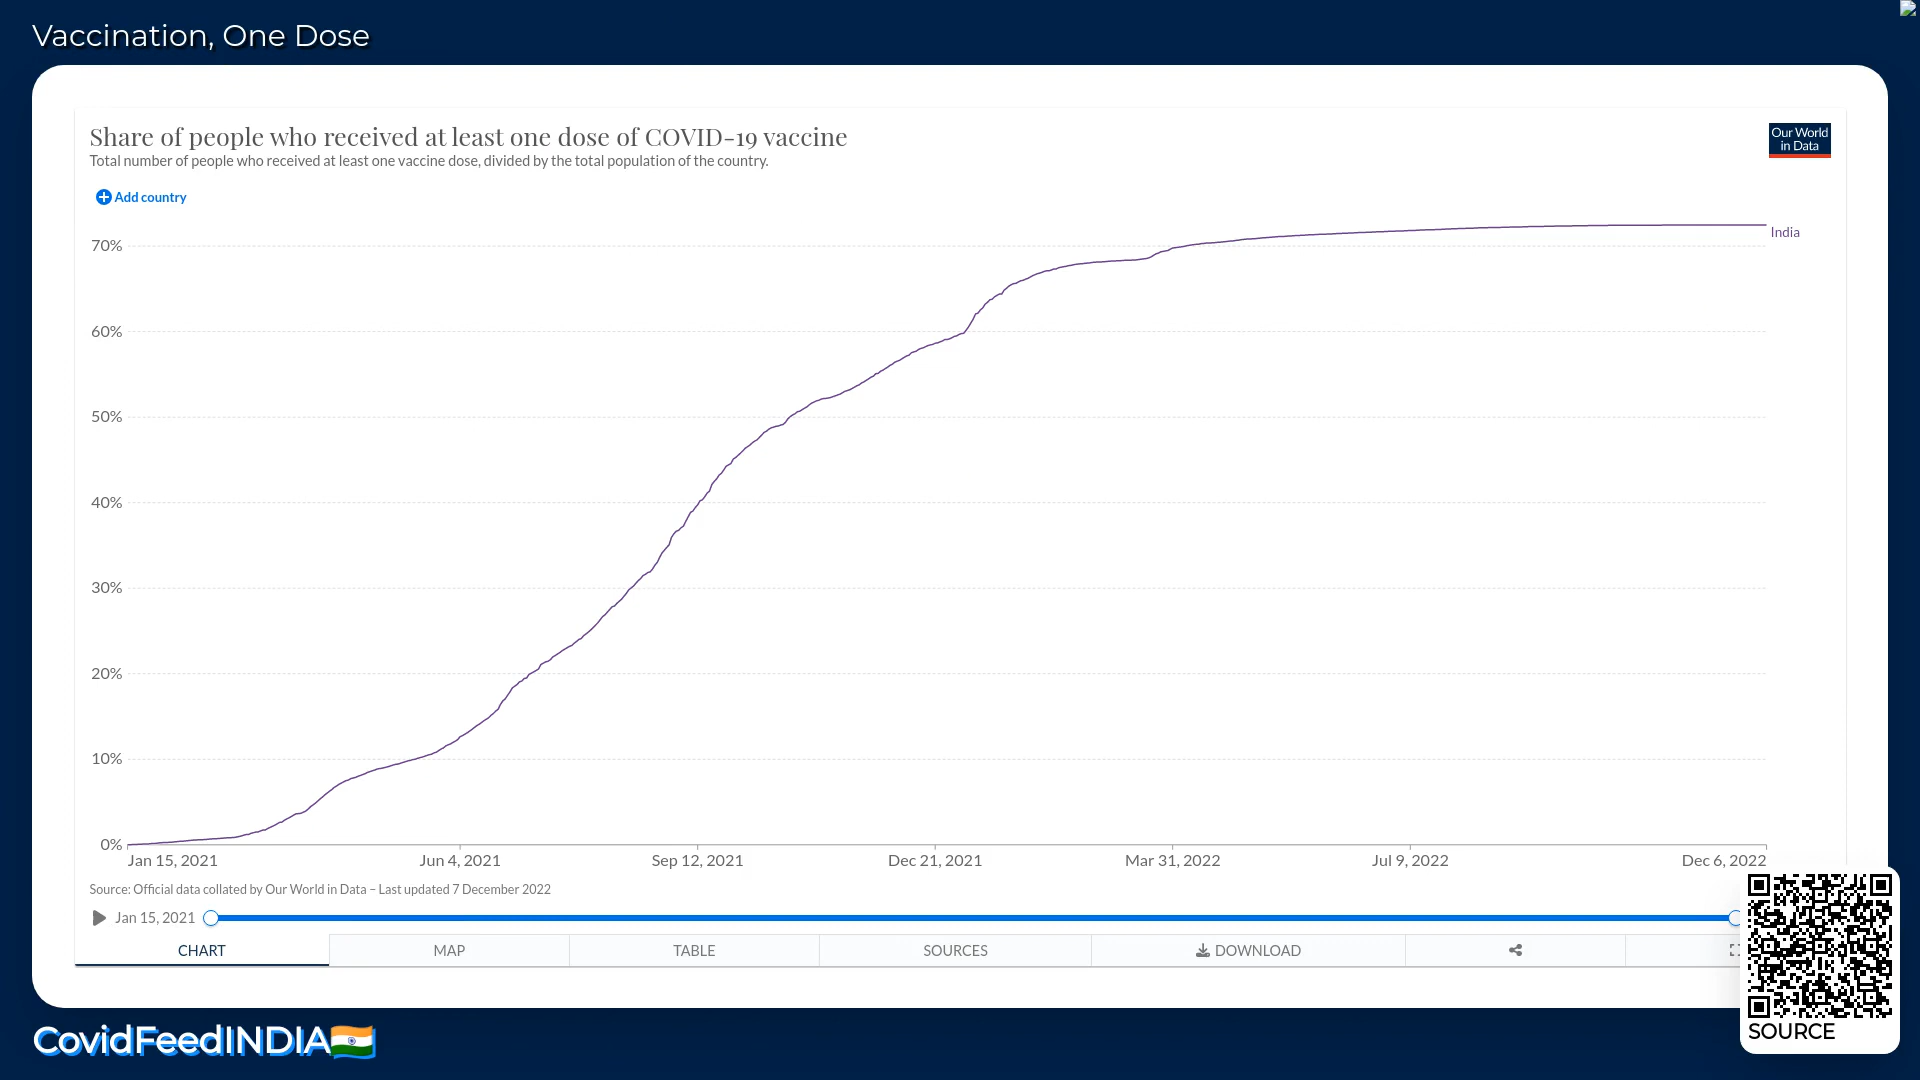 Vaccination, One Dose
Share of people who received at least one dose of COVID-19 vaccine
Total number of people who received at least one vaccine dose, divided by the total population of the country.
Our World
in Data
Add country
70%
India
60%
50%
40%
30%
20%
10%
0%
Jan 15, 2021
Jun 4, 2021
Sep 12, 2021
Dec 21, 2021
Mar 31, 2022
Jul 9, 2022
Dec 6, 2022
Source: Official data collated by Our World in Data – Last updated 7 December 2022
Jan 15, 2021
CHART
MAP
TABLE
SOURCES
DOWNLOAD
SOURCE
CovidFeedINDIA